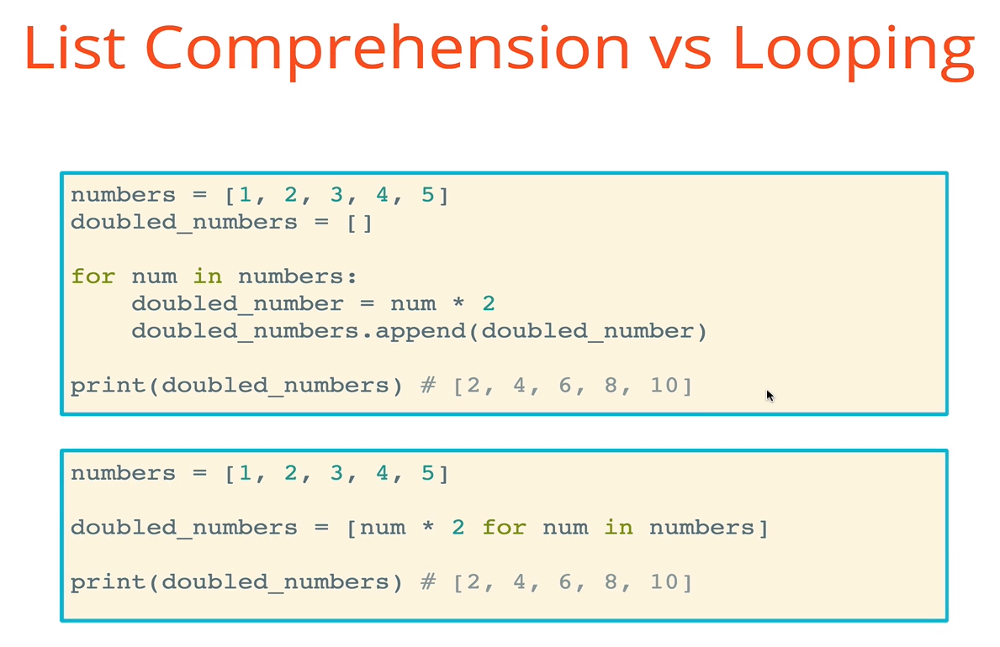 List Comprehension vs Looping
numbers = [1, 2, 3, 4, 5]
doubled_numbers = []
for num in numbers:
    doubled_number = num * 2
    doubled_numbers.append(doubled_number)
print(doubled_numbers) # [2, 4, 6, 8, 10]
numbers = [1, 2, 3, 4, 5]
doubled_numbers = [num * 2 for num in numbers]
print(doubled_numbers) # [2, 4, 6, 8, 10]